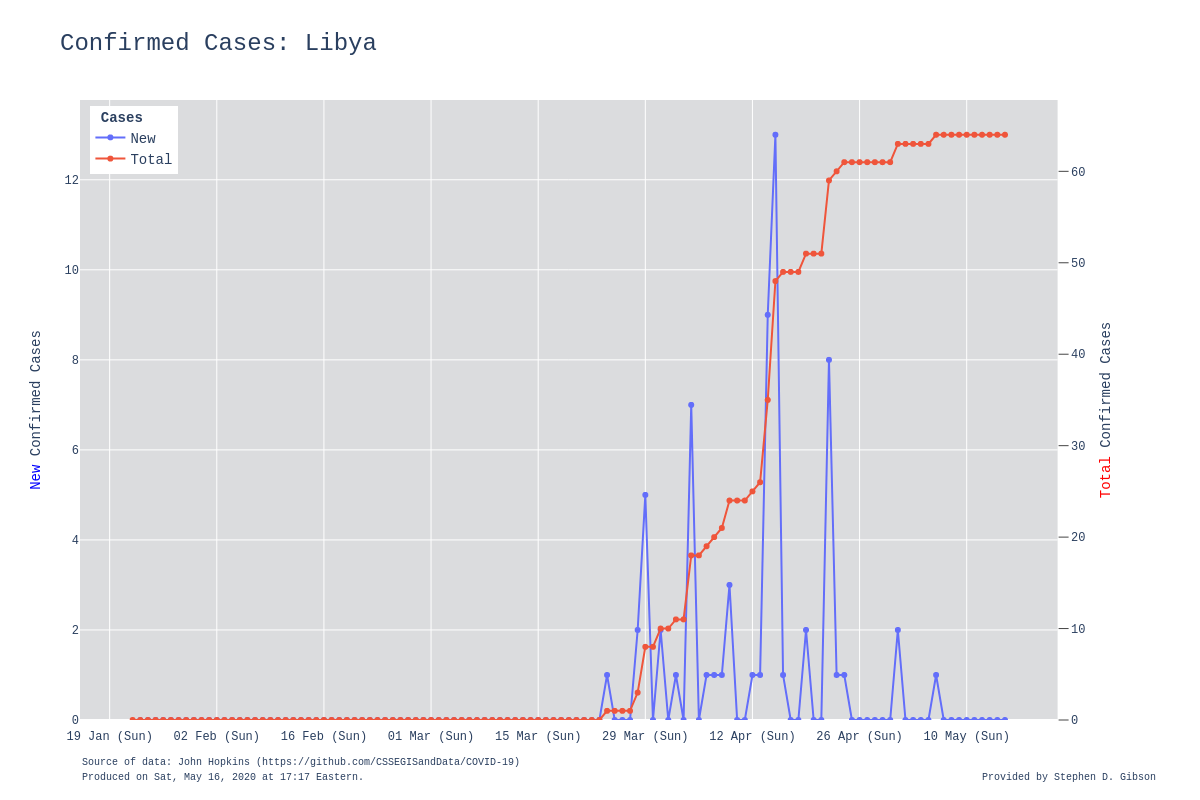 Confirmed Cases: Libya
Cases
New
Total
12
10
8
6
4
2
0
60
50
40
30
20
10
0
New Confirmed Cases
Total Confirmed Cases
19 Jan (Sun) 02 Feb (Sun) 16 Feb (Sun) 01 Mar (Sun) 15 Mar (Sun) 29 Mar (Sun) 12 Apr (Sun) 26 Apr (Sun) 10 May (Sun)
Source of data: John Hopkins (https://github.com/CSSEGISandData/COVID-19)
Produced on Sat, May 16, 2020 at 17:17 Eastern.
Provided by Stephen D. Gibson